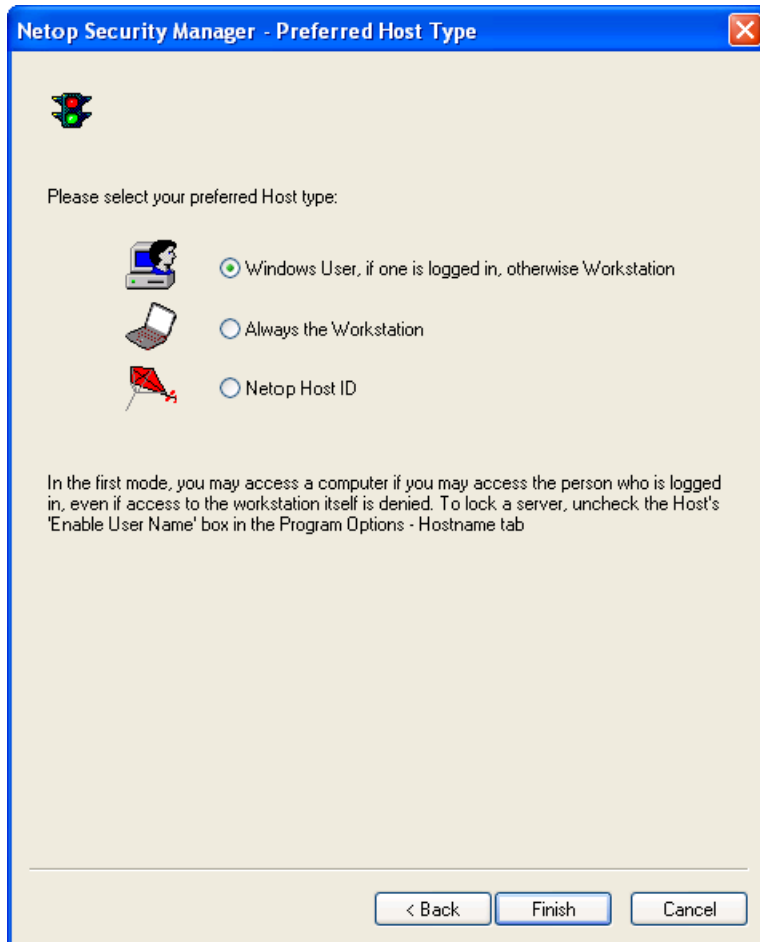 Netop Security Manager - Preferred Host Type
Please select your preferred Host type:
Windows User, if one is logged in, otherwise Workstation
Always the Workstation
Netop Host ID
In the first mode, you may access a computer if you may access the person who is logged
in, even if access to the workstation itself is denied. To lock a server, uncheck the Host's
'Enable User Name' box in the Program Options - Hostname tab
< Back
Finish
Cancel